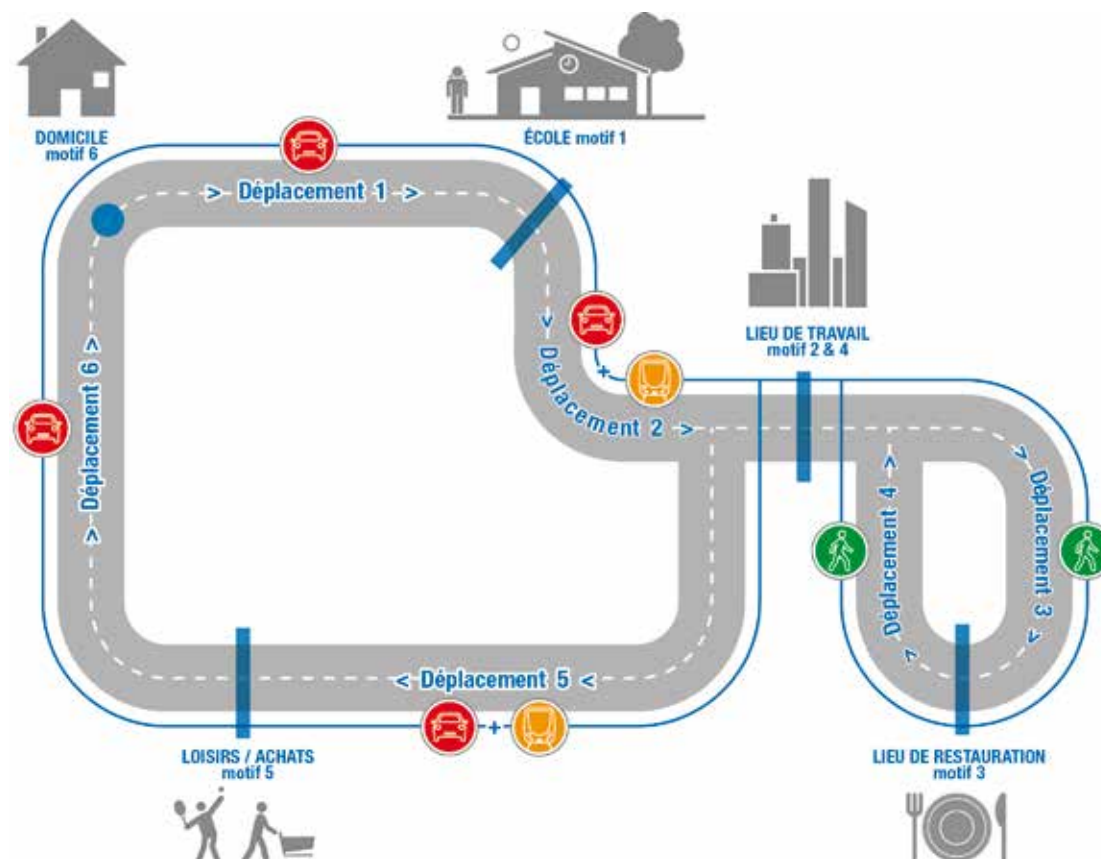 DOMICILE
motif 6
ÉCOLE motif 1
> Déplacement 1 >
LIEU DE TRAVAIL
motif 2 & 4
> Déplacement 2 >
+
> Déplacement 3 >
> Déplacement 4 >
< Déplacement 5 <
+
> Déplacement 6 >
LOISIRS / ACHATS
motif 5
LIEU DE RESTAURATION
motif 3